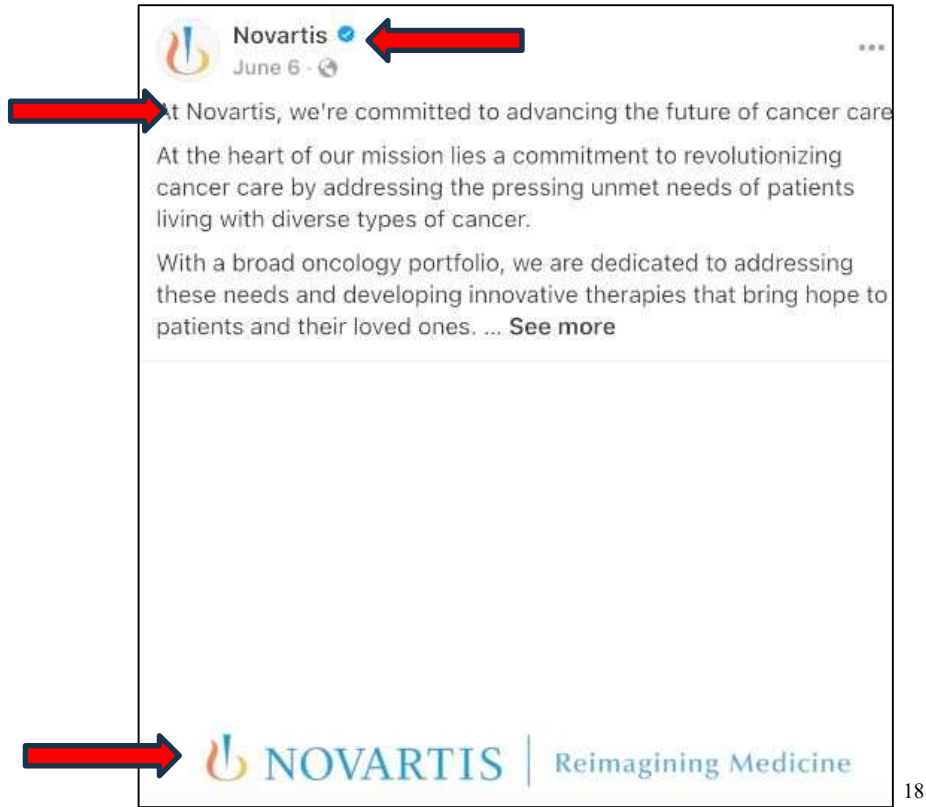 Novartis
June 6 ·
At Novartis, we're committed to advancing the future of cancer care
At the heart of our mission lies a commitment to revolutionizing
cancer care by addressing the pressing unmet needs of patients
living with diverse types of cancer.
With a broad oncology portfolio, we are dedicated to addressing
these needs and developing innovative therapies that bring hope to
patients and their loved ones. ... See more
NOVARTIS | Reimagining Medicine
18